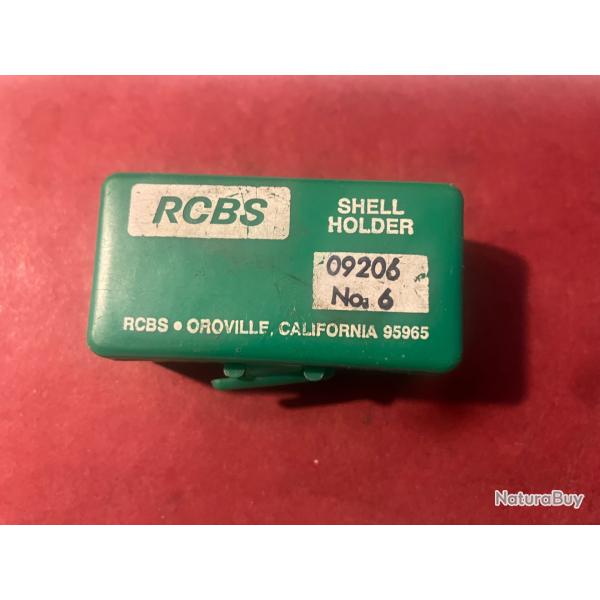 RCBS
SHELL
HOLDER
09206
No. 6
RCBS • OROVILLE, CALIFORNIA 95965
NaturaBuy